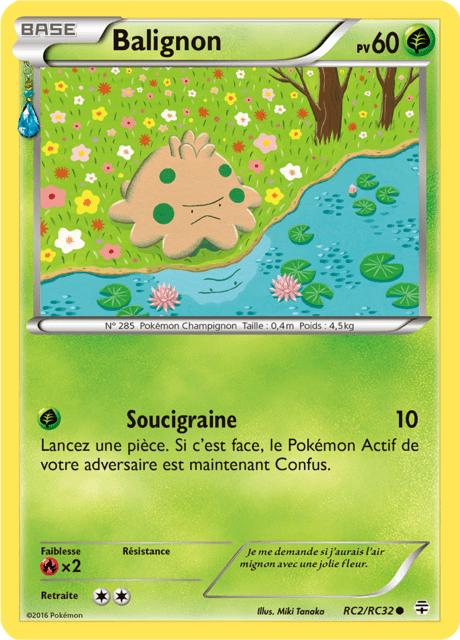 BASE Balignon PV60
N° 285 Pokémon Champignon Taille : 0,4m Poids : 4,5kg
Soucigraine 10
Lancez une pièce. Si c'est face, le Pokémon Actif de
votre adversaire est maintenant Confus.
Faiblesse Résistance
×2
Retraite
Je me demande si j'aurais l'air
mignon avec une jolie fleur.
©2016 Pokémon Illus. Miki Tanaka RC2/RC32